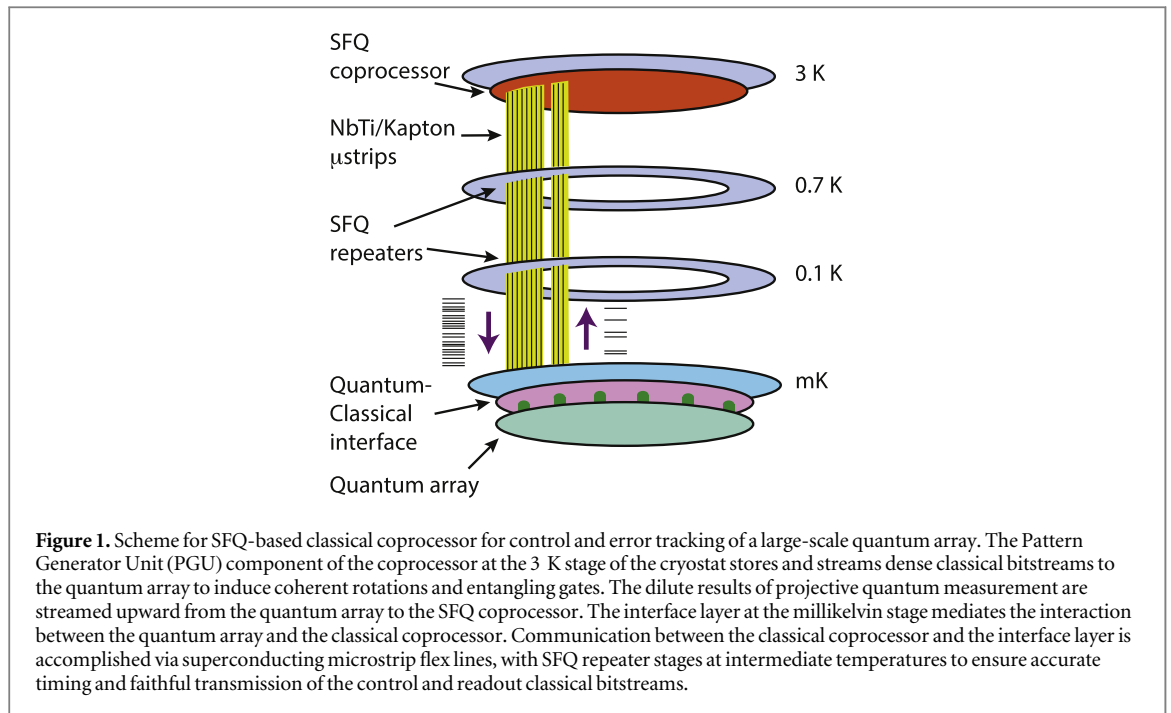 SFQ
coprocessor
3 K
NbTi/Kapton
μstrips
0.7 K
SFQ
repeaters
0.1 K
mK
Quantum-
Classical
interface
Quantum array
Figure 1. Scheme for SFQ-based classical coprocessor for control and error tracking of a large-scale quantum array. The Pattern
Generator Unit (PGU) component of the coprocessor at the 3 K stage of the cryostat stores and streams dense classical bitstreams to
the quantum array to induce coherent rotations and entangling gates. The dilute results of projective quantum measurement are
streamed upward from the quantum array to the SFQ coprocessor. The interface layer at the millikelvin stage mediates the interaction
between the quantum array and the classical coprocessor. Communication between the classical coprocessor and the interface layer is
accomplished via superconducting microstrip flex lines, with SFQ repeater stages at intermediate temperatures to ensure accurate
timing and faithful transmission of the control and readout classical bitstreams.